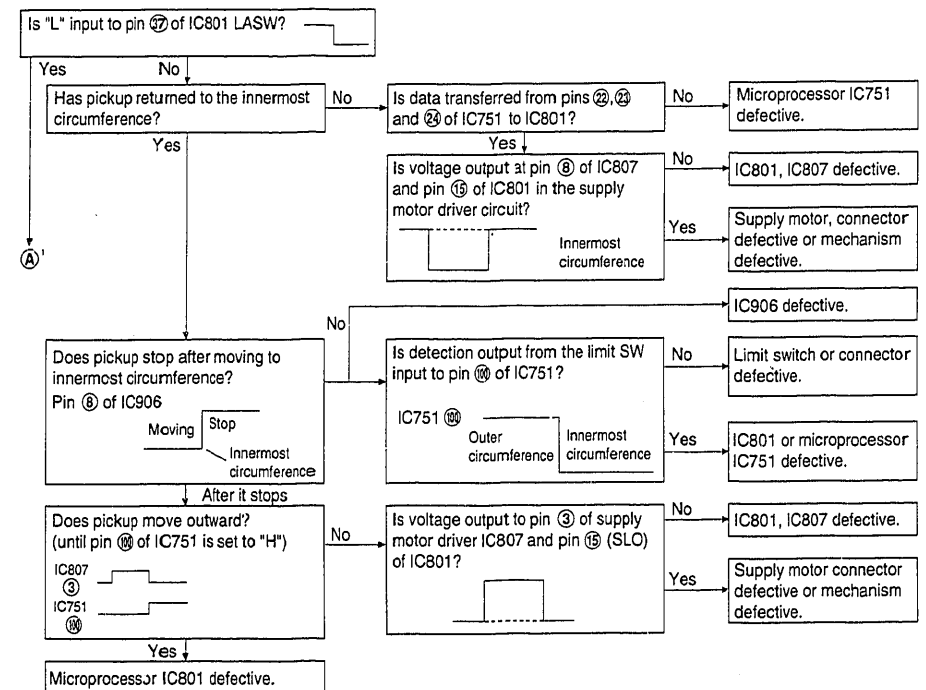 Is "L" input to pin ㊲ of IC801 LASW?
Yes
No
Has pickup returned to the innermost
circumference?
No
Is data transferred from pins ㉒,㉓
and ㉔ of IC751 to IC801?
No
Microprocessor IC751
defective.
Yes
Yes
Is voltage output at pin ⑧ of IC807
and pin ⑮ of IC801 in the supply
motor driver circuit?
Innermost
circumference
No
IC801, IC807 defective.
Yes
Supply motor, connector
defective or mechanism
defective.
Ⓐ'
No
IC906 defective.
Does pickup stop after moving to
innermost circumference?
Pin ⑧ of IC906
Moving
Stop
Innermost
circumference
Is detection output from the limit SW
input to pin (100) of IC751?
IC751 (100)
Outer
circumference
Innermost
circumference
No
Limit switch or connector
defective.
Yes
IC801 or microprocessor
IC751 defective.
After it stops
Does pickup move outward?
(until pin (100) of IC751 is set to "H")
IC807
③
IC751
(100)
No
Is voltage output to pin ③ of supply
motor driver IC807 and pin ⑮ (SLO)
of IC801?
No
IC801, IC807 defective.
Yes
Supply motor connector
defective or mechanism
defective.
Yes
Microprocessor IC801 defective.